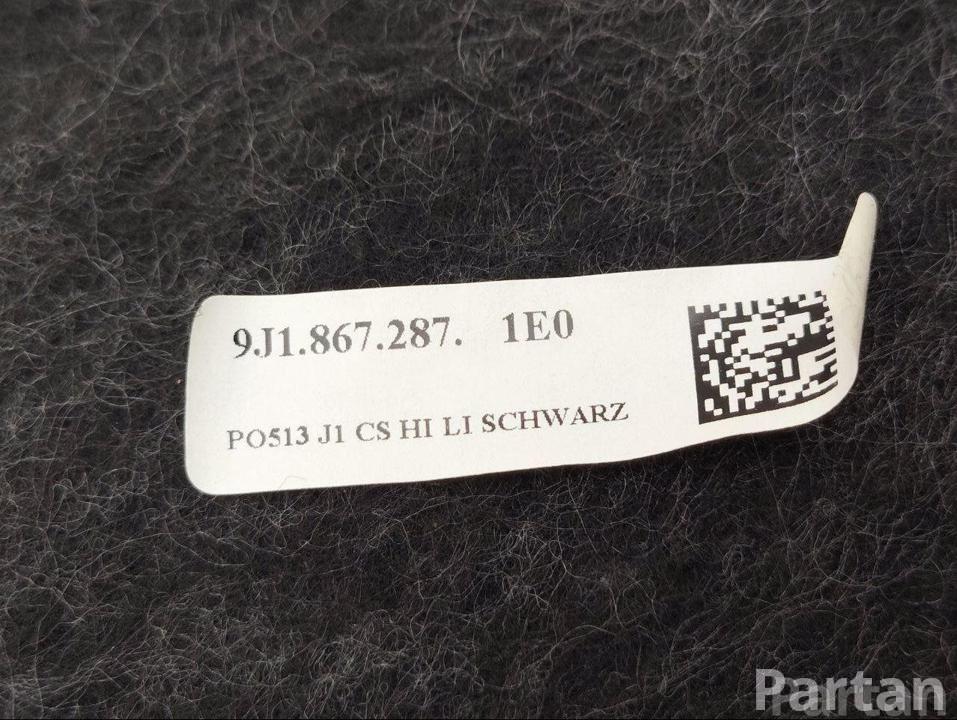 9J1.867.287. 1E0
PO513 J1 CS HI LI SCHWARZ
Partan